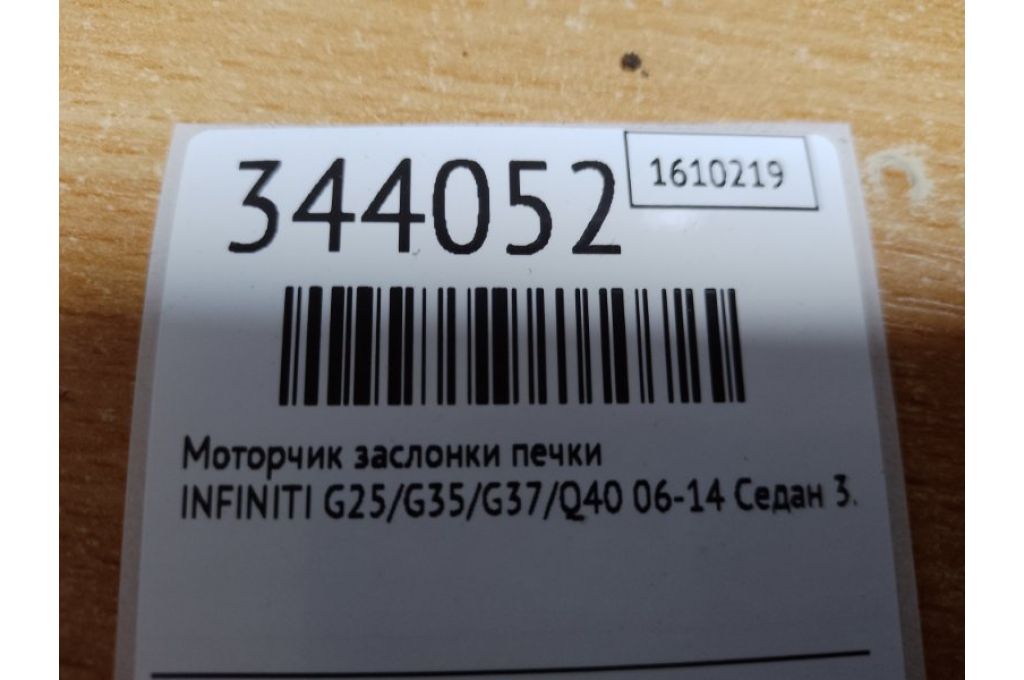 344052
1610219
Моторчик заслонки печки
INFINITI G25/G35/G37/Q40 06-14 Седан 3.